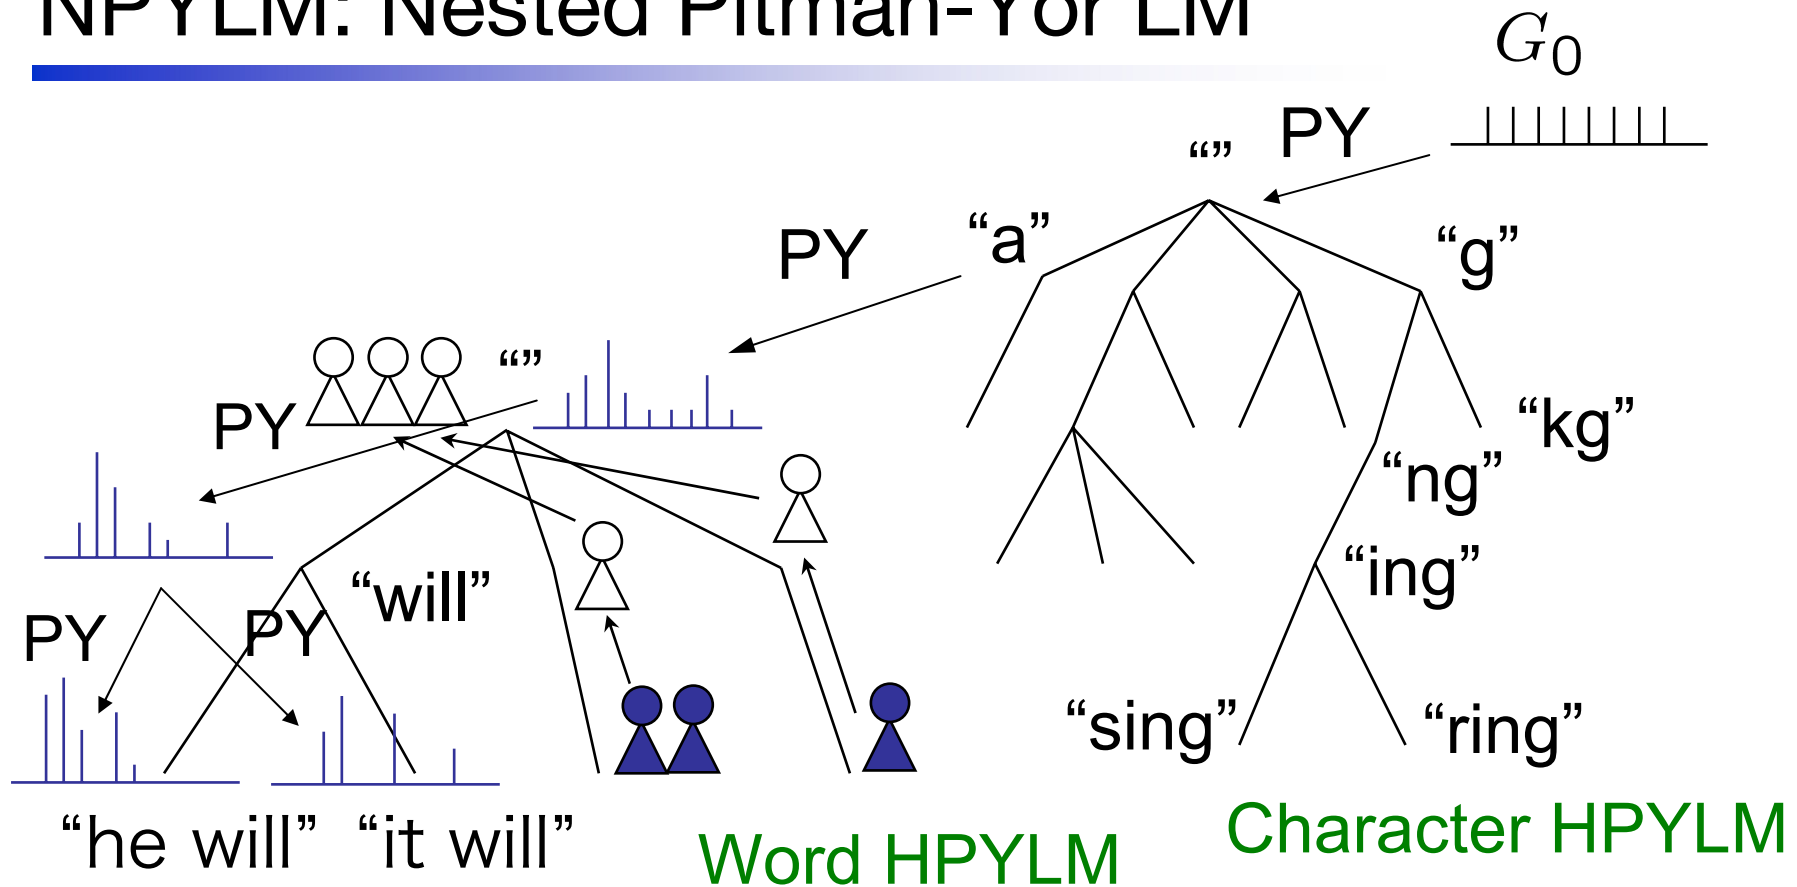 NPYLM: Nested Pitman-Yor LM
G0
PY
“”
“a”
“g”
PY
“”
PY
“kg”
“ng”
“ing”
“will”
PY
PY
“sing”
“ring”
“he will”
“it will”
Word HPYLM
Character HPYLM